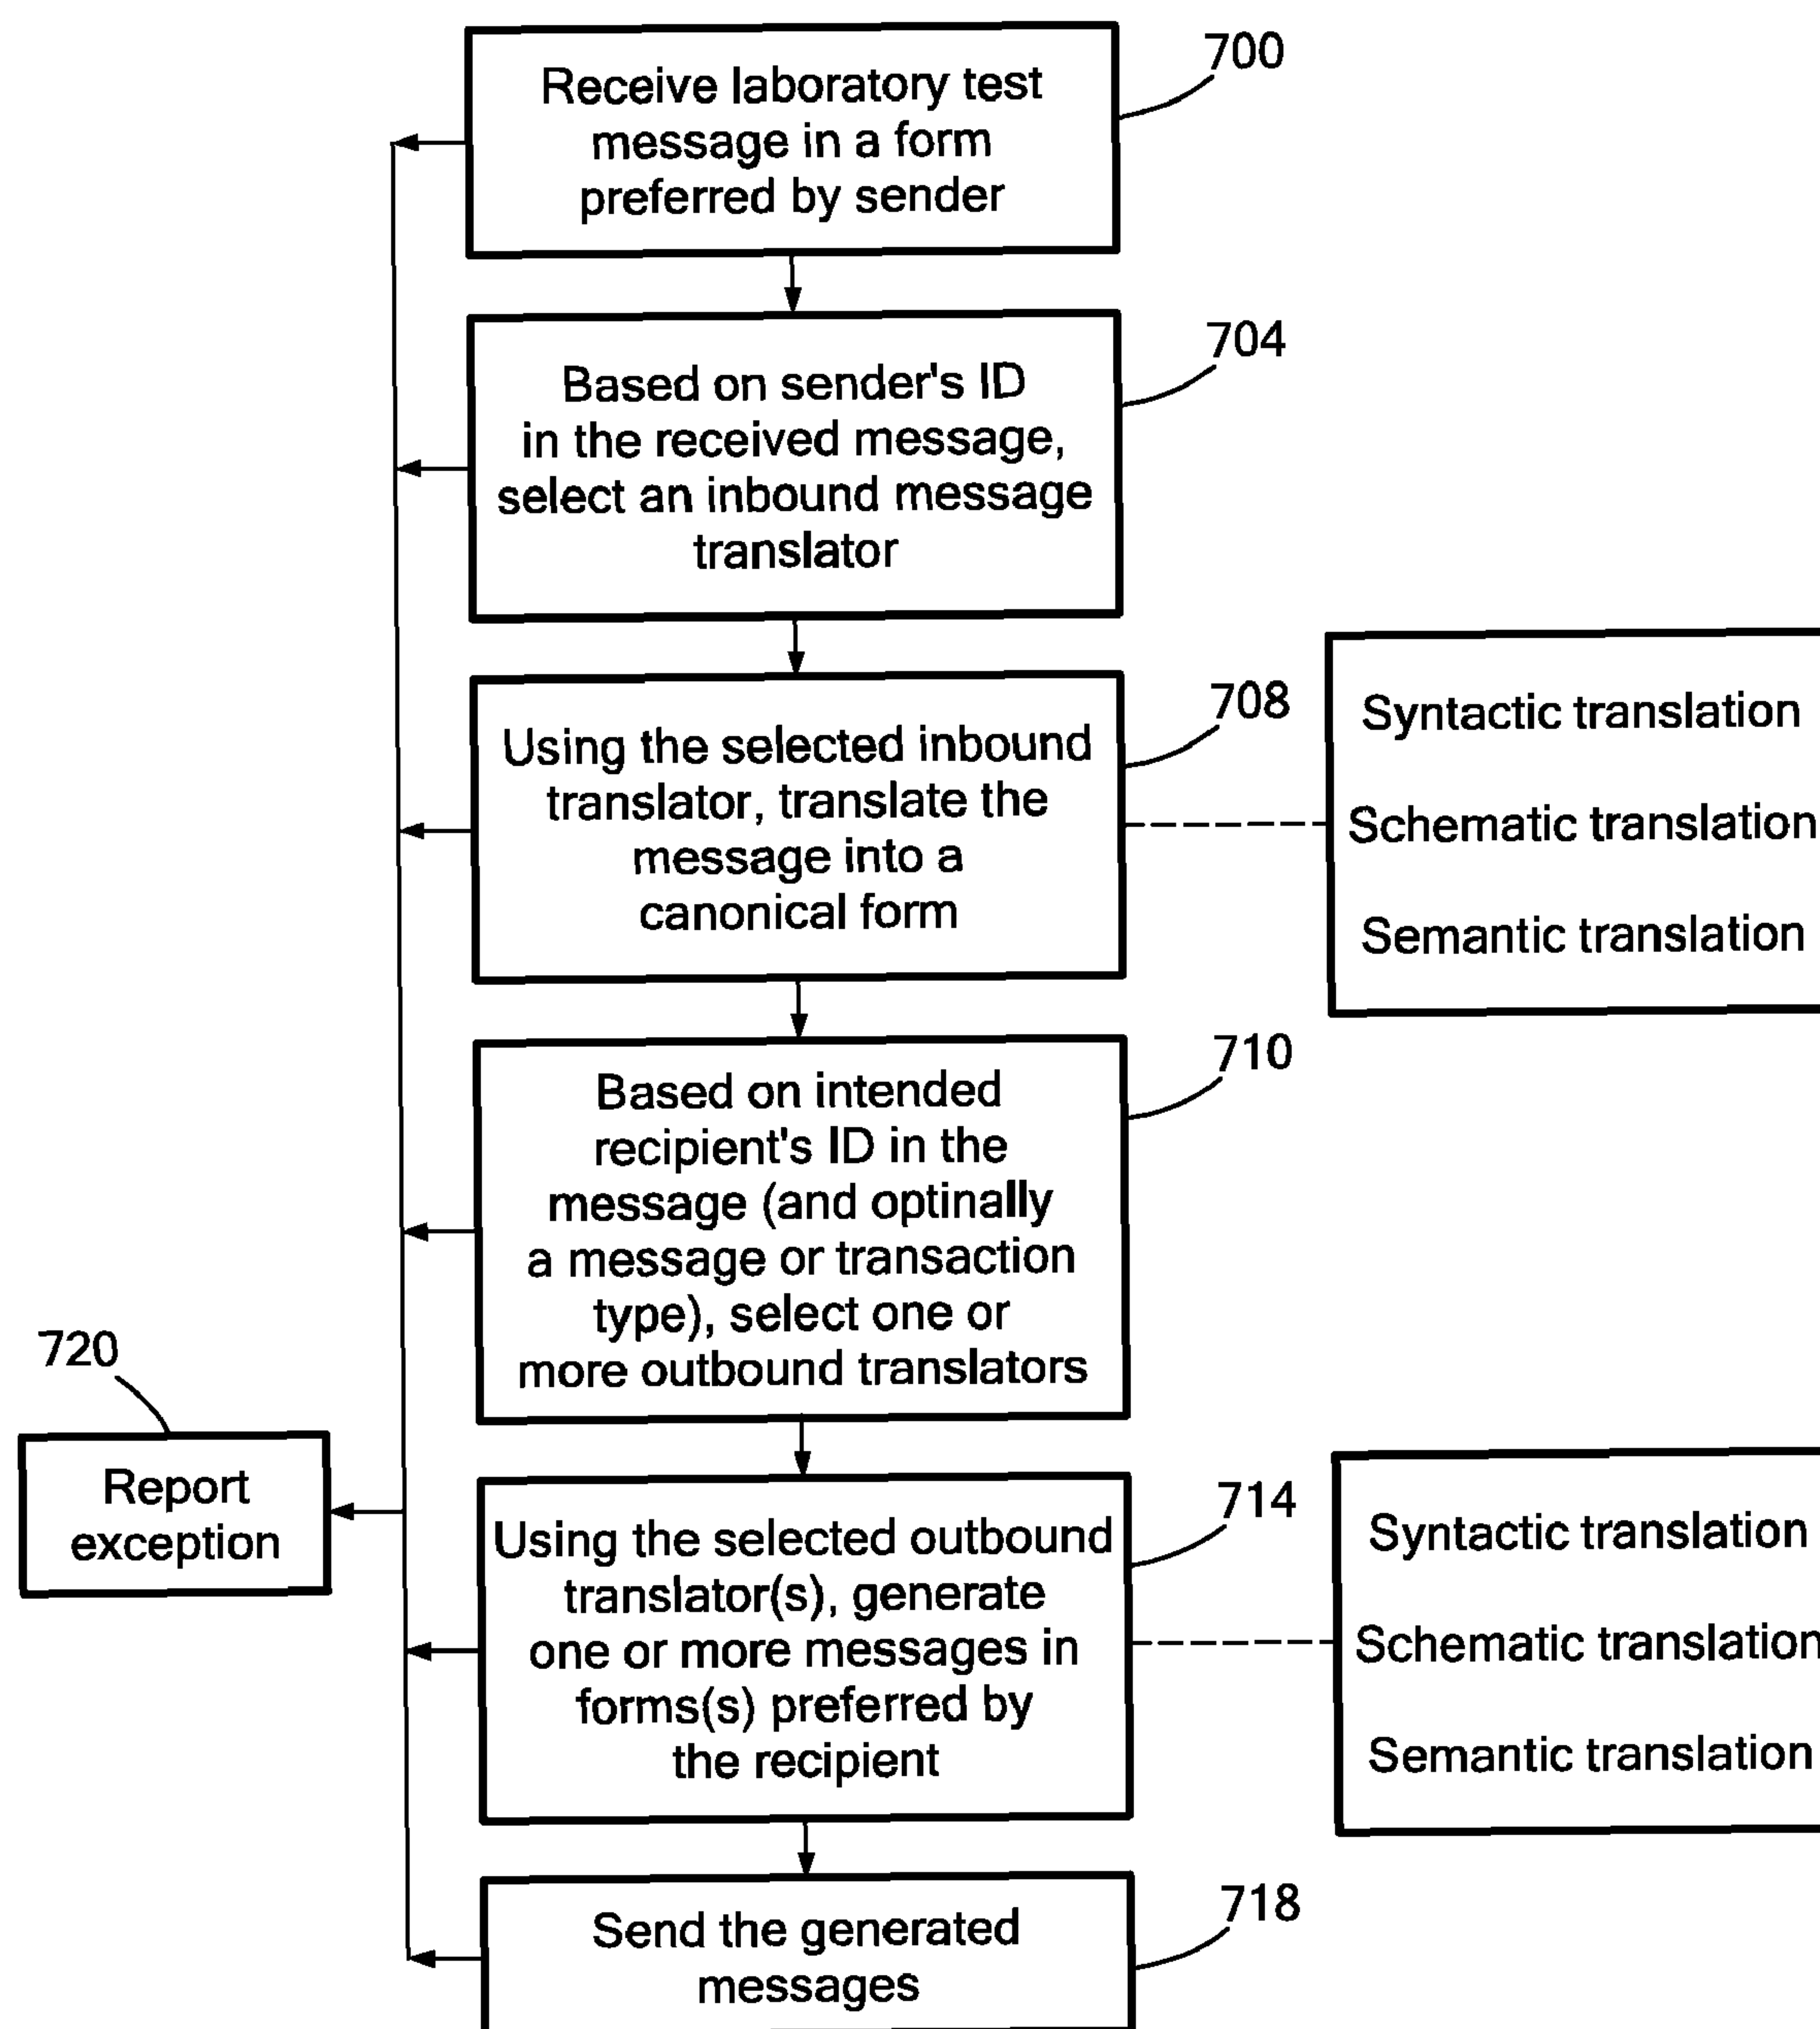 Receive laboratory test
message in a form
preferred by sender
700
Based on sender's ID
in the received message,
select an inbound message
translator
704
Using the selected inbound
translator, translate the
message into a
canonical form
708
Syntactic translation
Schematic translation
Semantic translation
Based on intended
recipient's ID in the
message (and optinally
a message or transaction
type), select one or
more outbound translators
710
720
Report
exception
Using the selected outbound
translator(s), generate
one or more messages in
forms(s) preferred by
the recipient
714
Syntactic translation
Schematic translation
Semantic translation
Send the generated
messages
718